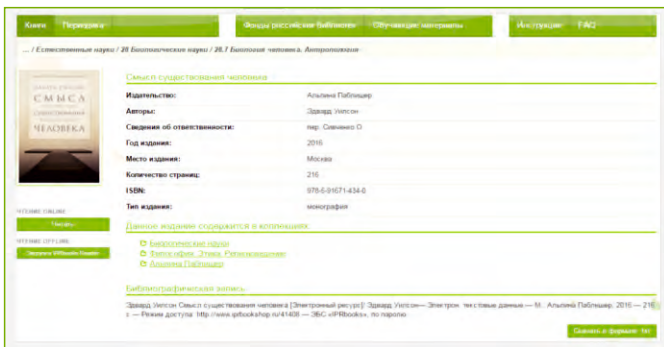 Книги Периодика Фонды российских библиотек Обучающие материалы Инструкции FAQ
... / Естественные науки / 28 Биологические науки / 28.7 Биология человека. Антропология
СМЫСЛ
СУЩЕСТВОВАНИЯ
ЧЕЛОВЕКА
Смысл существования человека
Издательство: Альпина Паблишер
Авторы: Эдвард Уилсон
Сведения об ответственности: пер. Сивченко О
Год издания: 2016
Место издания: Москва
Количество страниц: 216
ISBN: 978-5-91671-434-0
Тип издания: монография
ЧТЕНИЕ ONLINE
Читать
ЧТЕНИЕ OFFLINE
Данное издание содержится в коллекциях
Биологические науки
Философия. Этика. Религиоведение
Альпина Паблишер
Библиографическая запись
Эдвард Уилсон Смысл существования человека [Электронный ресурс]/ Эдвард Уилсон— Электрон. текстовые данные.— М.: Альпина Паблишер, 2016.— 216
c.— Режим доступа: http://www.iprbookshop.ru/41408.— ЭБС «IPRbooks», по паролю
Скачать в формате .txt